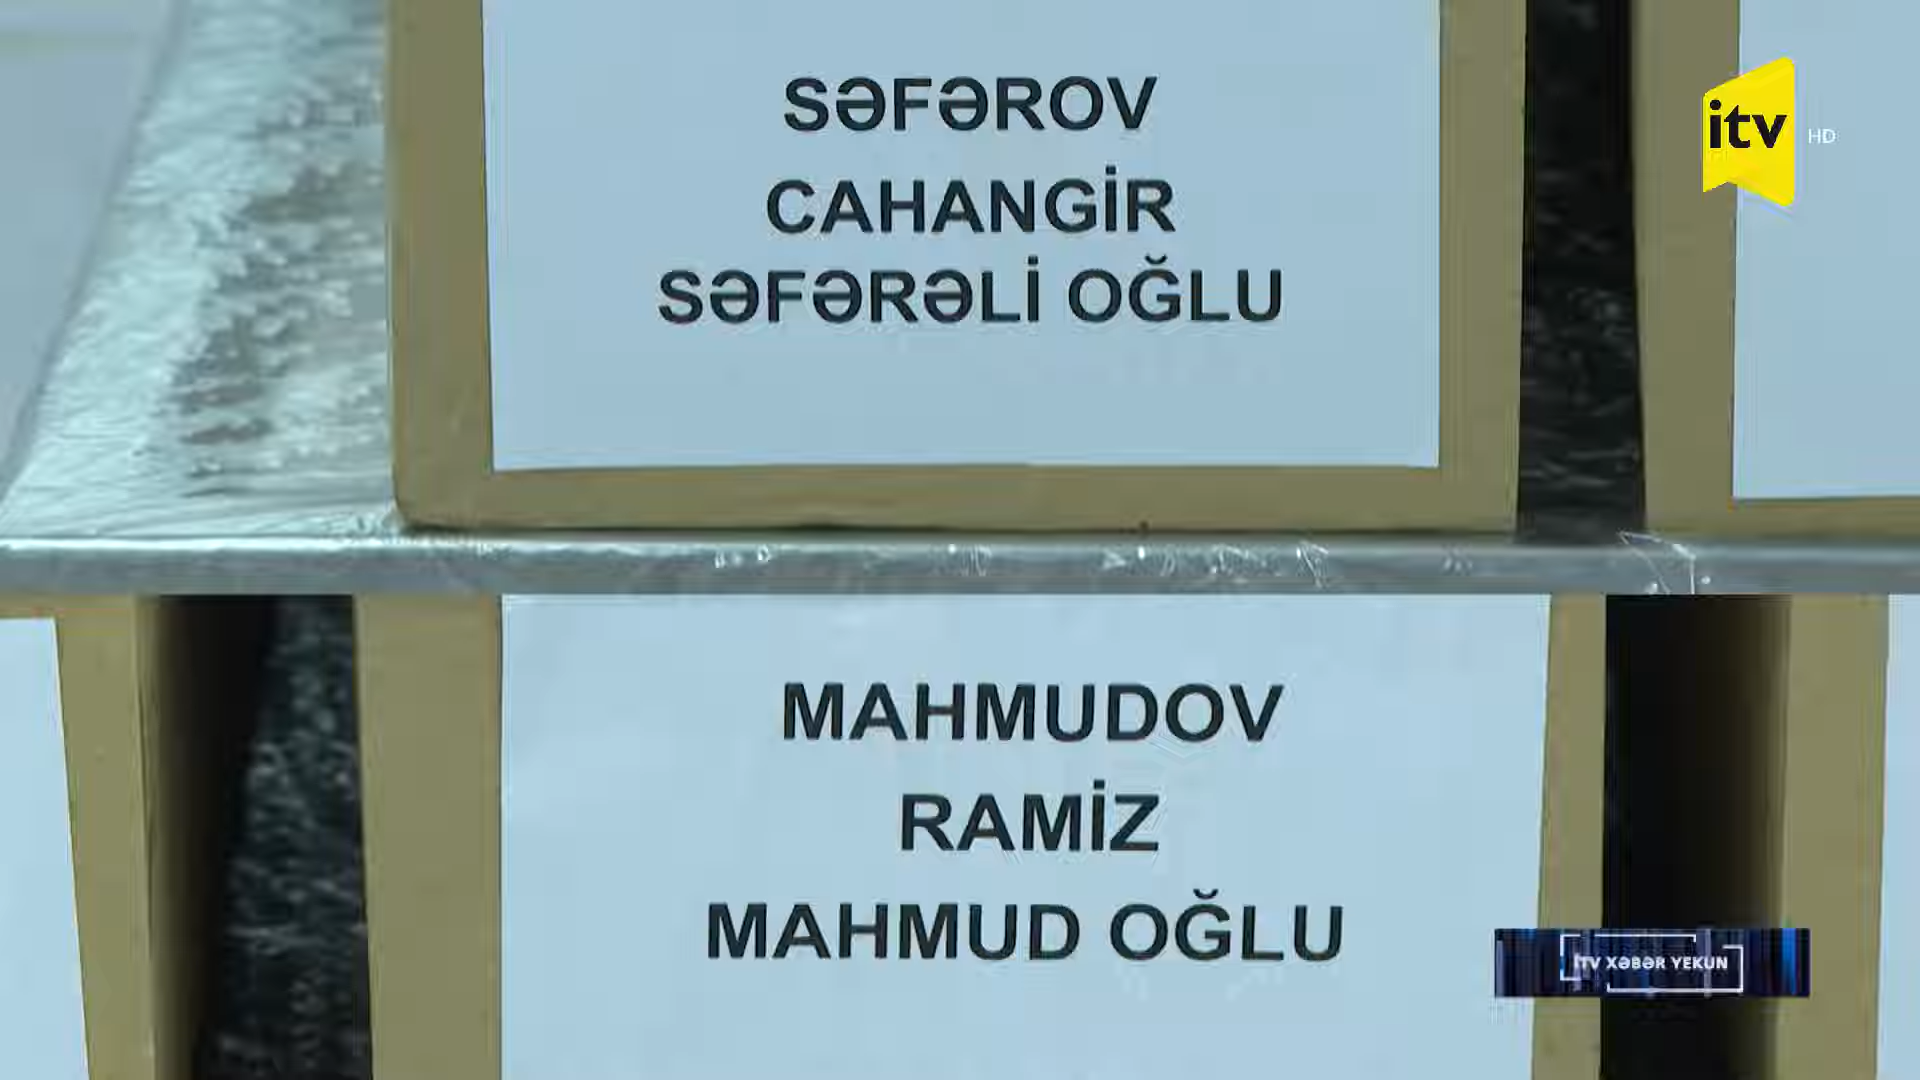 SƏFƏROV
CAHANGİR
SƏFƏRƏLİ OĞLU
itv HD
MAHMUDOV
RAMİZ
MAHMUD OĞLU
İTV XƏBƏR YEKUN